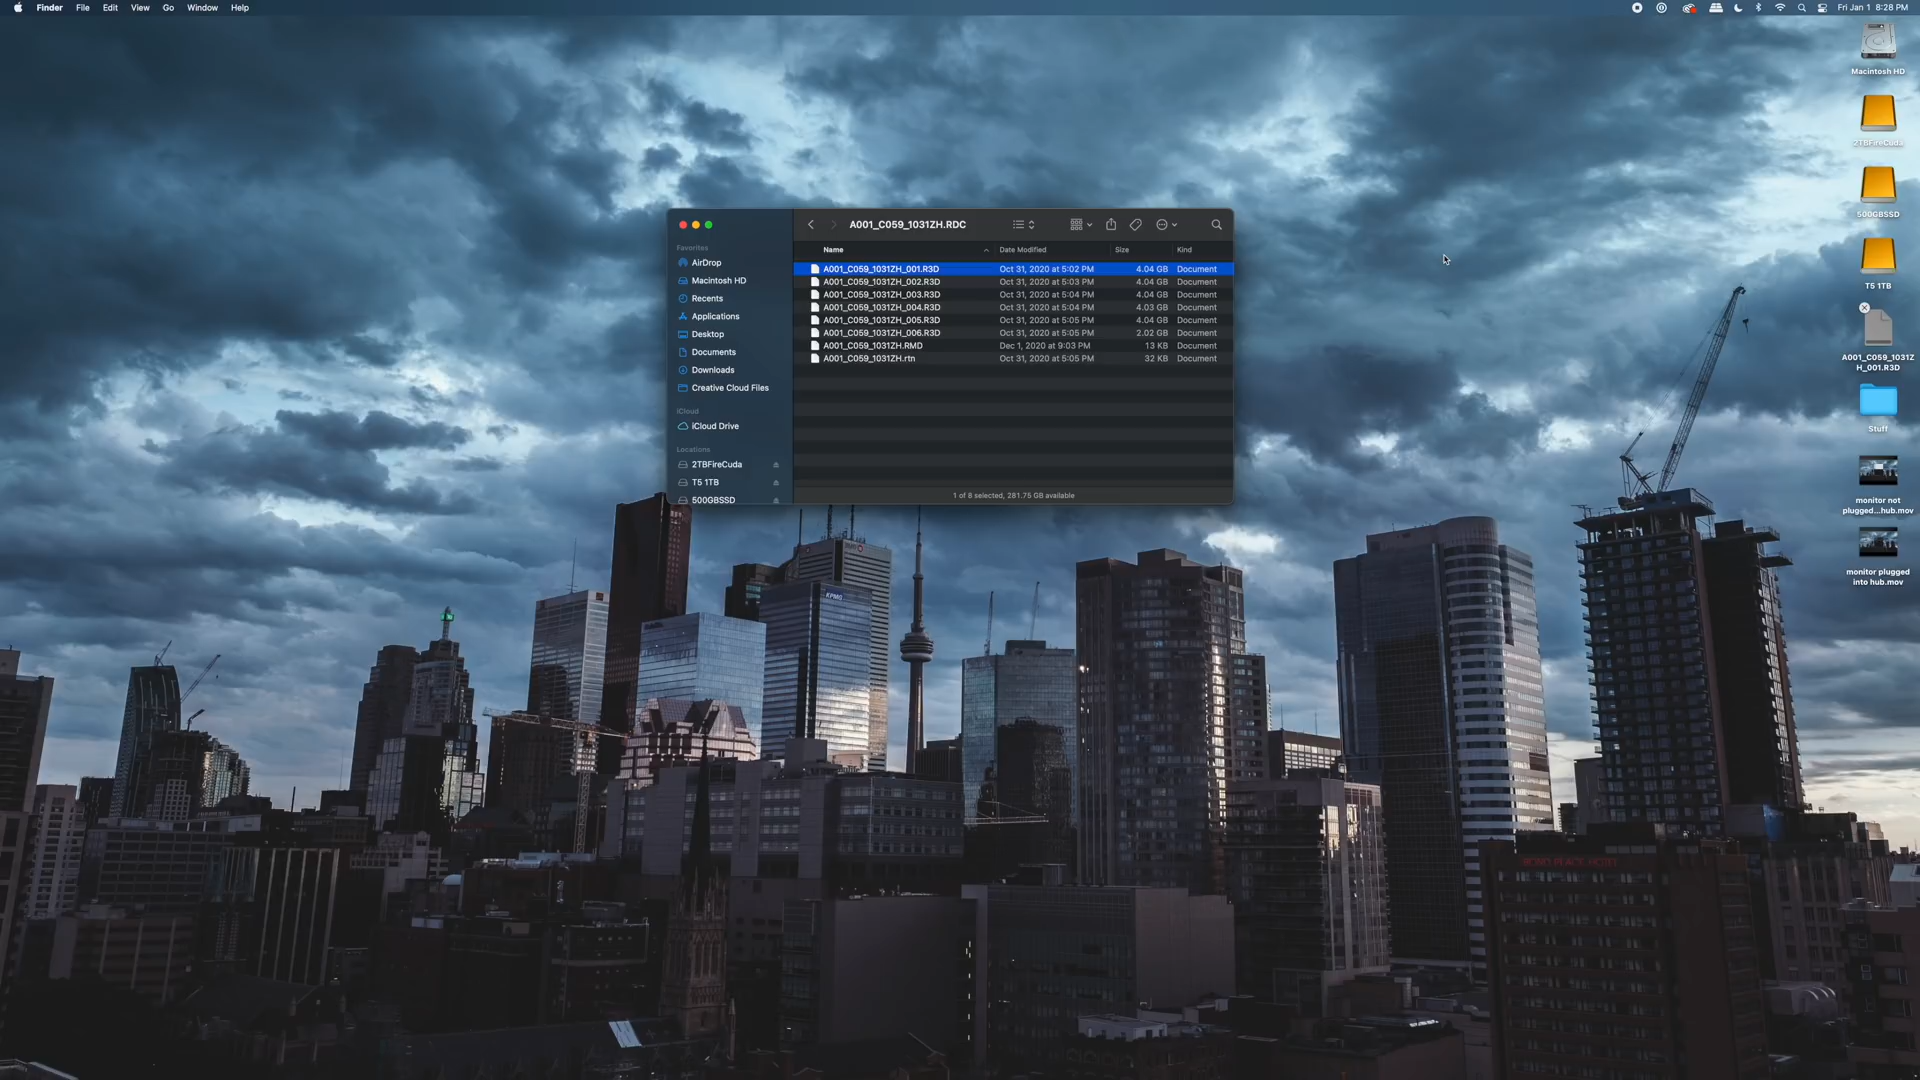 Finder File Edit View Go Window Help
Fri Jan 1 8:28 PM
Macintosh HD
2TBFireCuda
500GBSSD
T5 1TB
A001_C059_1031Z
H_001.R3D
Stuff
monitor not
plugged...hub.mov
monitor plugged
into hub.mov
A001_C059_1031ZH.RDC
Favorites
AirDrop
Macintosh HD
Recents
Applications
Desktop
Documents
Downloads
Creative Cloud Files
iCloud
iCloud Drive
Locations
2TBFireCuda
T5 1TB
500GBSSD
Name Date Modified Size Kind
A001_C059_1031ZH_001.R3D Oct 31, 2020 at 5:02 PM 4.04 GB Document
A001_C059_1031ZH_002.R3D Oct 31, 2020 at 5:03 PM 4.04 GB Document
A001_C059_1031ZH_003.R3D Oct 31, 2020 at 5:04 PM 4.04 GB Document
A001_C059_1031ZH_004.R3D Oct 31, 2020 at 5:04 PM 4.03 GB Document
A001_C059_1031ZH_005.R3D Oct 31, 2020 at 5:05 PM 4.04 GB Document
A001_C059_1031ZH_006.R3D Oct 31, 2020 at 5:05 PM 2.02 GB Document
A001_C059_1031ZH.RMD Dec 1, 2020 at 9:03 PM 13 KB Document
A001_C059_1031ZH.rtn Oct 31, 2020 at 5:05 PM 32 KB Document
1 of 8 selected, 281.75 GB available
KPMG